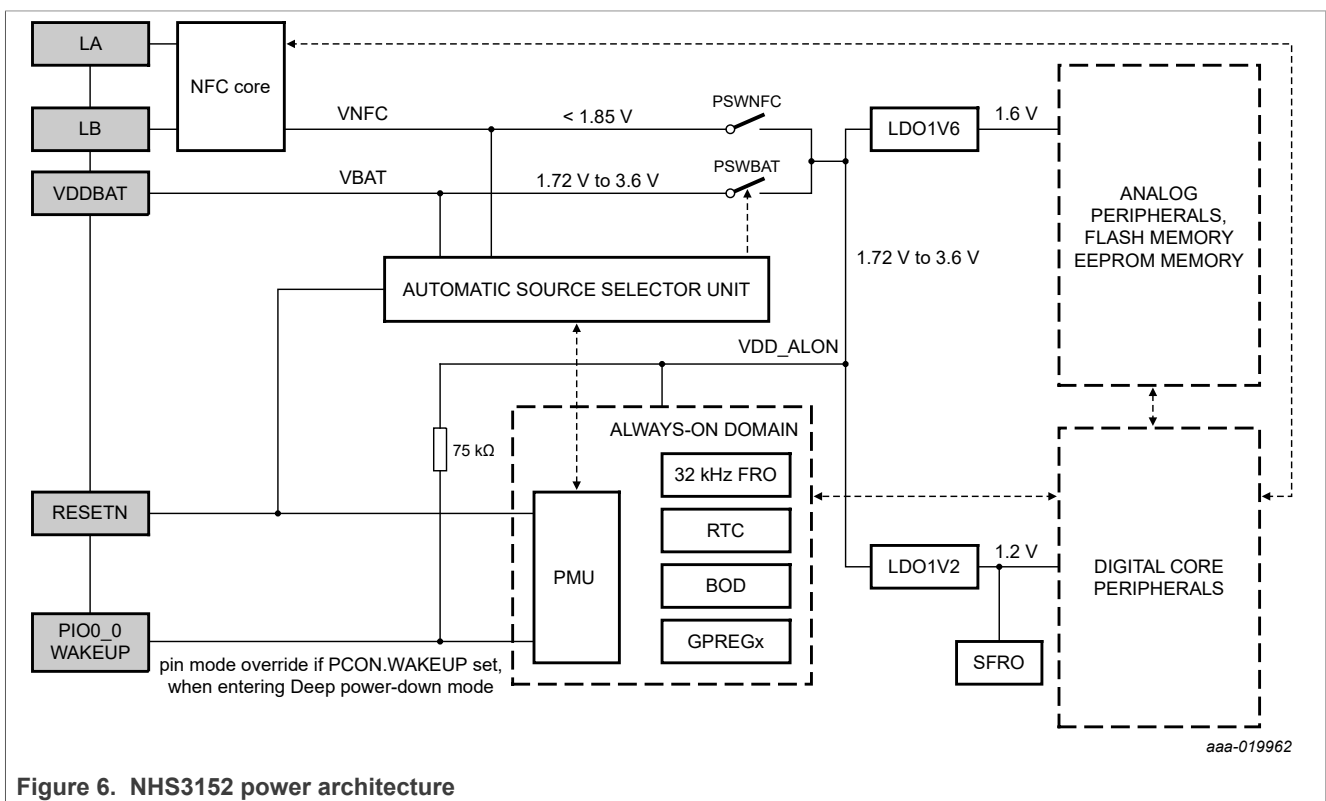 LA
NFC core
LB
VDDBAT
VNFC
< 1.85 V
PSWNFC
VBAT
1.72 V to 3.6 V
PSWBAT
LDO1V6
1.6 V
ANALOG
PERIPHERALS,
FLASH MEMORY
EEPROM MEMORY
1.72 V to 3.6 V
AUTOMATIC SOURCE SELECTOR UNIT
VDD_ALON
75 kΩ
ALWAYS-ON DOMAIN
32 kHz FRO
RTC
BOD
GPREGx
PMU
RESETN
PIO0_0
WAKEUP
pin mode override if PCON.WAKEUP set,
when entering Deep power-down mode
LDO1V2
1.2 V
SFRO
DIGITAL CORE
PERIPHERALS
aaa-019962
Figure 6. NHS3152 power architecture